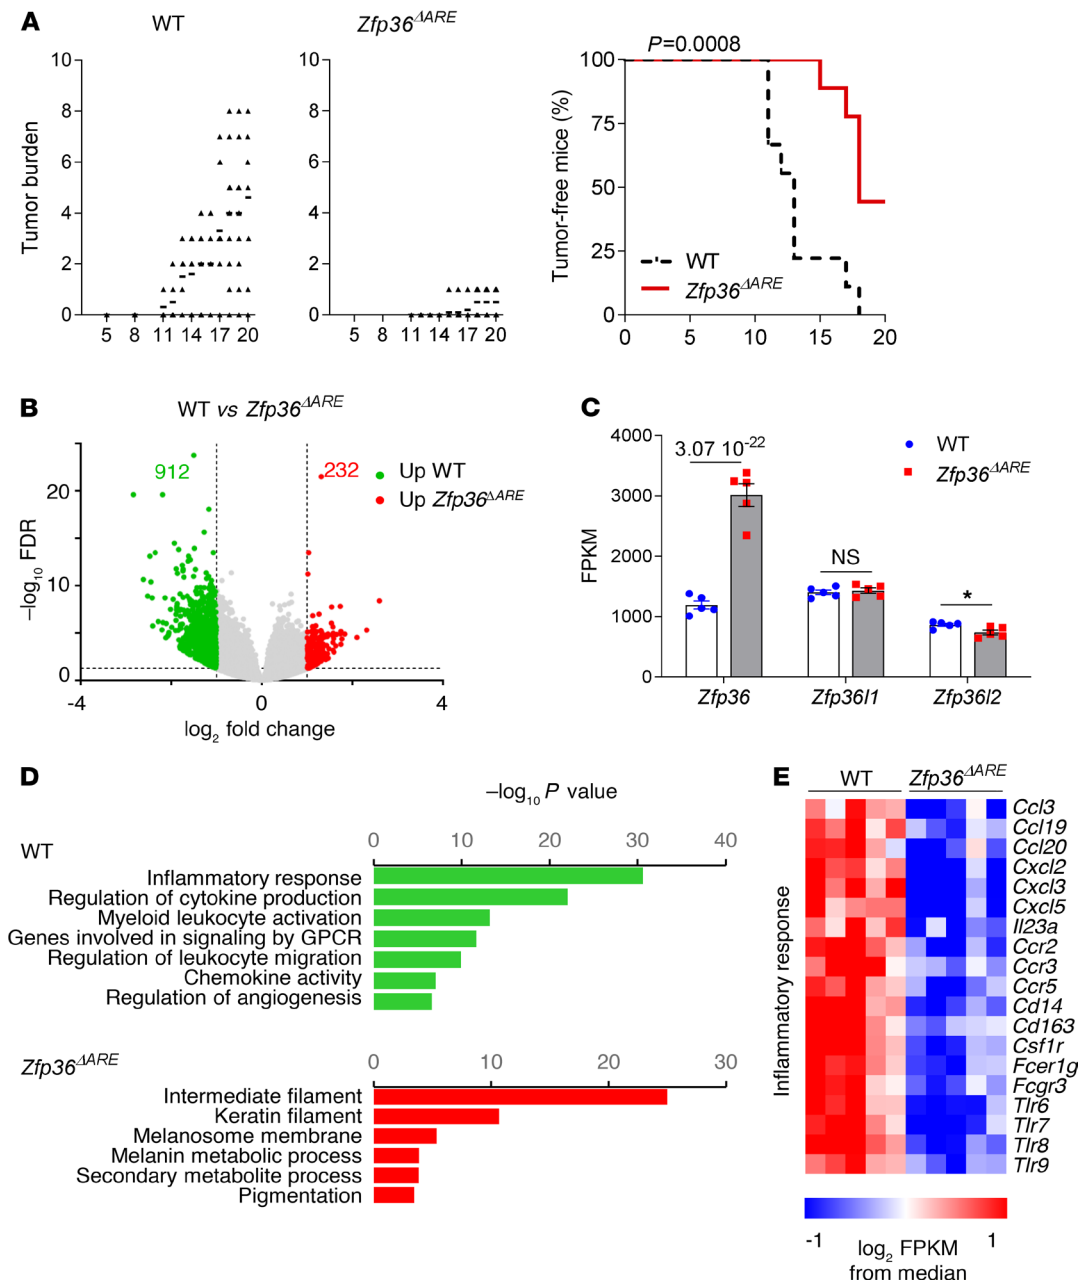 A
WT
Zfp36ΔARE
P=0.0008
Tumor burden
10
8
6
4
2
0
5 8 11 14 17 20
10
8
6
4
2
0
5 8 11 14 17 20
Tumor-free mice (%)
100
75
50
25
0
0 5 10 15 20
WT
Zfp36ΔARE
B
WT vs Zfp36ΔARE
912
232
Up WT
Up Zfp36ΔARE
–log10 FDR
20
10
0
-4 0 4
log2 fold change
C
FPKM
4000
3000
2000
1000
0
3.07 10-22
NS
*
WT
Zfp36ΔARE
Zfp36 Zfp36l1 Zfp36l2
D
–log10 P value
WT
0 10 20 30 40
Inflammatory response
Regulation of cytokine production
Myeloid leukocyte activation
Genes involved in signaling by GPCR
Regulation of leukocyte migration
Chemokine activity
Regulation of angiogenesis
Zfp36ΔARE
0 10 20 30
Intermediate filament
Keratin filament
Melanosome membrane
Melanin metabolic process
Secondary metabolite process
Pigmentation
E
WT Zfp36ΔARE
Inflammatory response
Ccl3
Ccl19
Ccl20
Cxcl2
Cxcl3
Cxcl5
Il23a
Ccr2
Ccr3
Ccr5
Cd14
Cd163
Csf1r
Fcer1g
Fcgr3
Tlr6
Tlr7
Tlr8
Tlr9
-1 1
log2 FPKM
from median